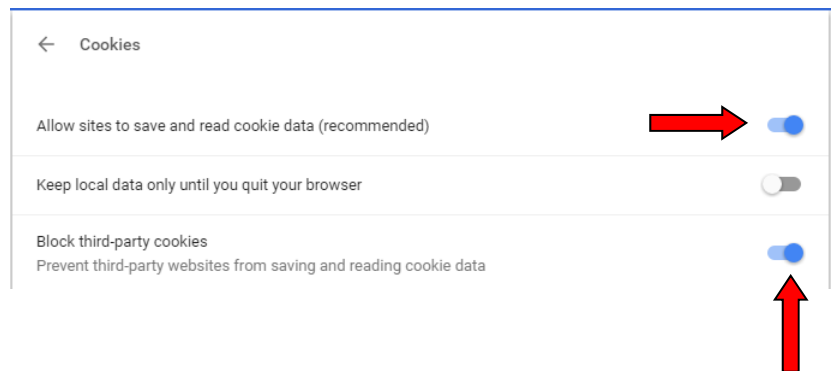 Cookies
Allow sites to save and read cookie data (recommended)
Keep local data only until you quit your browser
Block third-party cookies
Prevent third-party websites from saving and reading cookie data